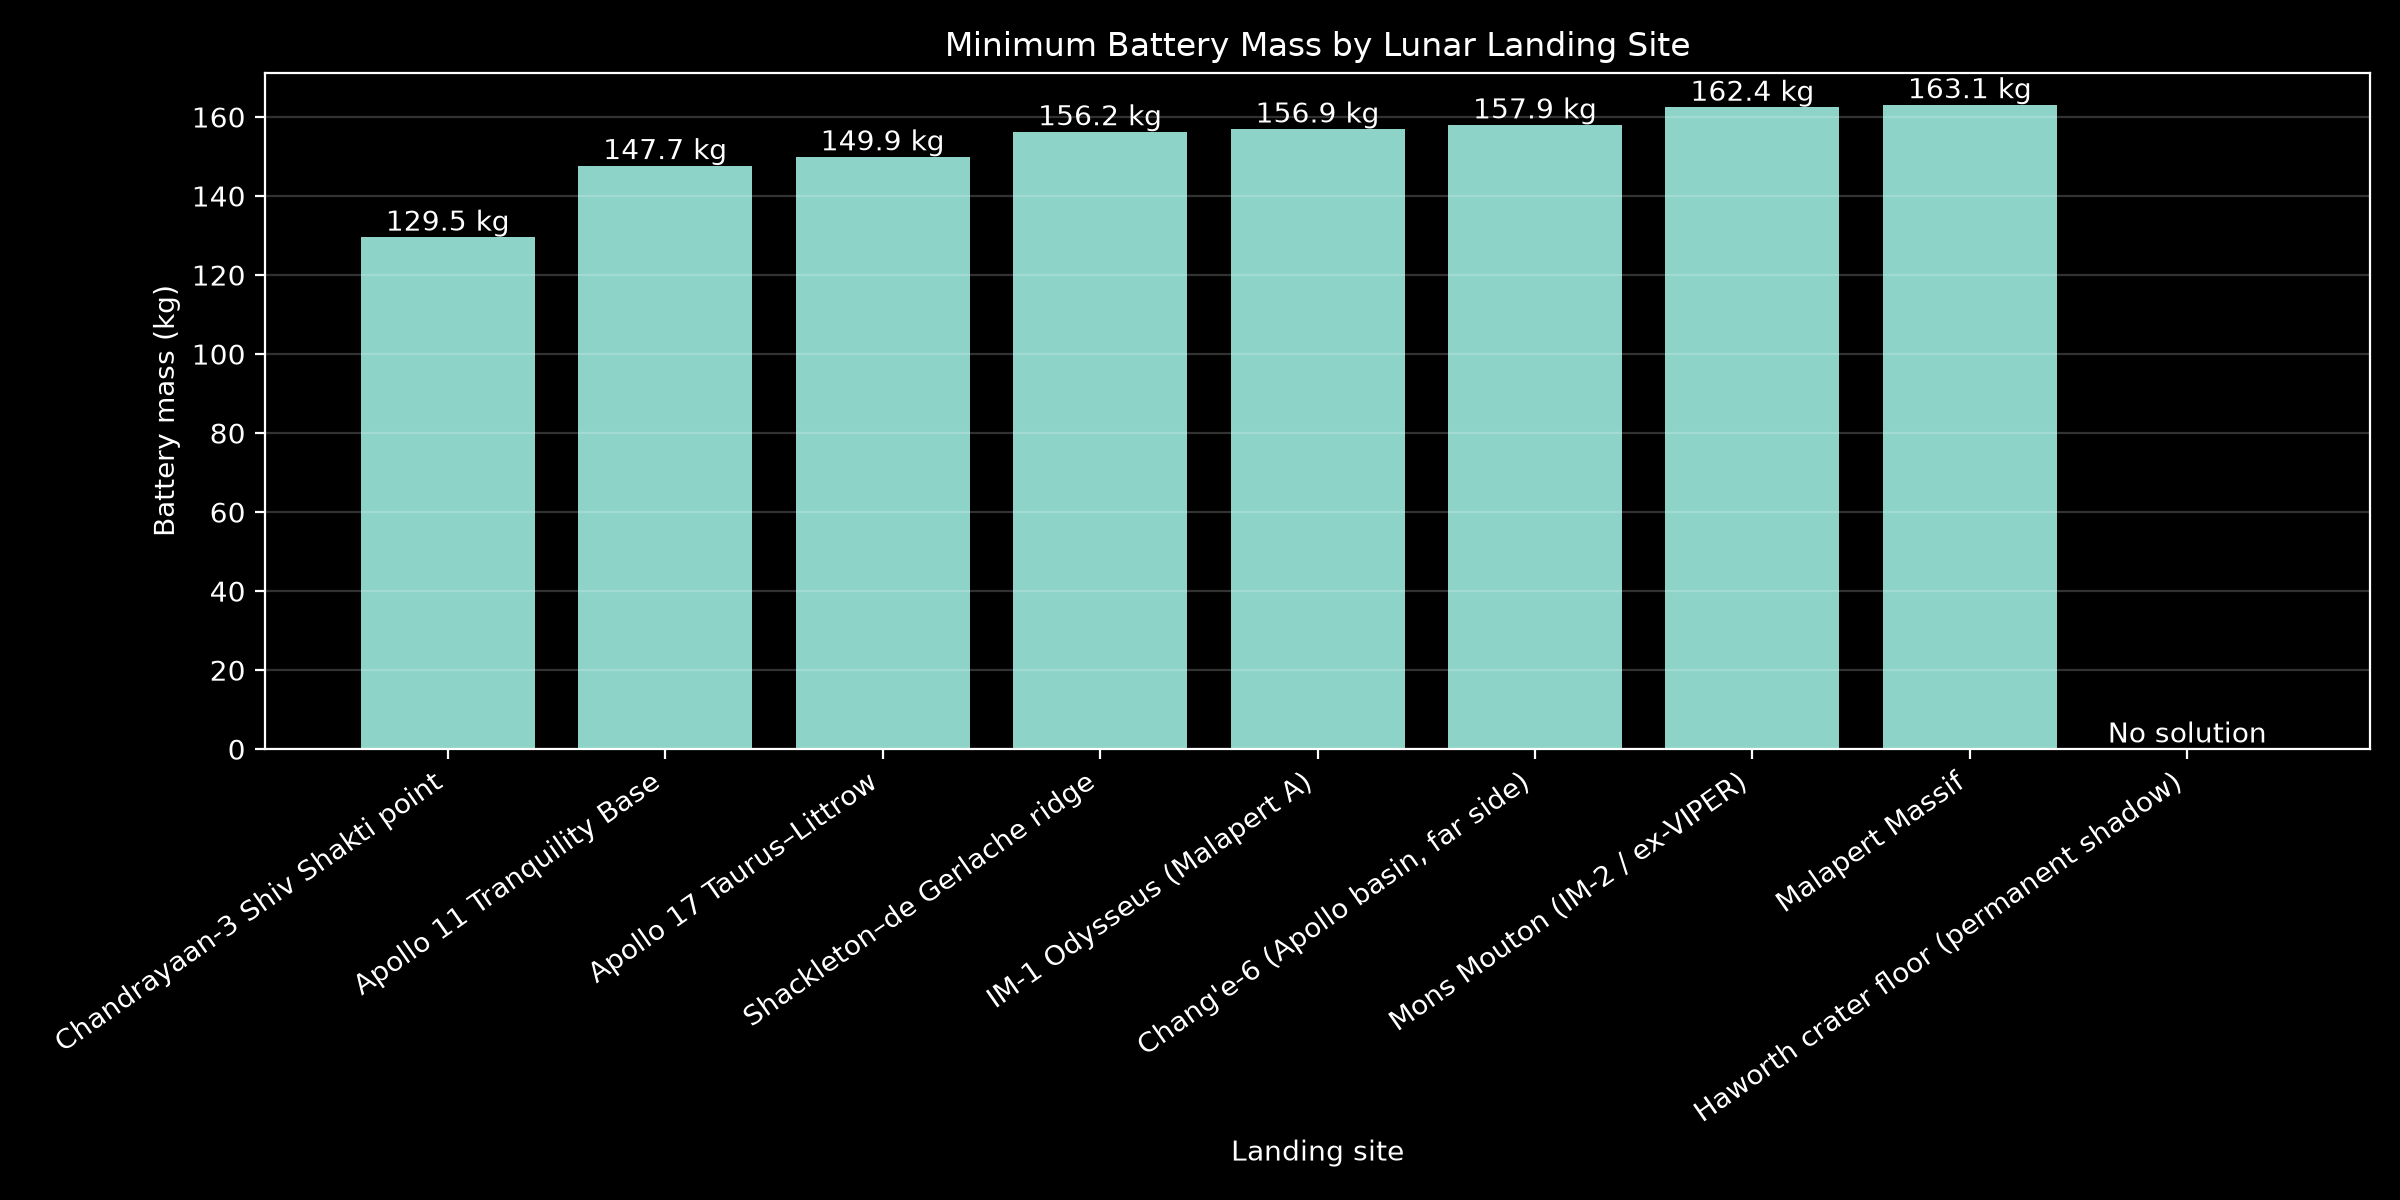 Minimum Battery Mass by Lunar Landing Site
Battery mass (kg)
160
140
120
100
80
60
40
20
0
129.5 kg
147.7 kg
149.9 kg
156.2 kg
156.9 kg
157.9 kg
162.4 kg
163.1 kg
No solution
Chandrayaan-3 Shiv Shakti point
Apollo 11 Tranquility Base
Apollo 17 Taurus–Littrow
Shackleton–de Gerlache ridge
IM-1 Odysseus (Malapert A)
Chang'e-6 (Apollo basin, far side)
Mons Mouton (IM-2 / ex-VIPER)
Malapert Massif
Haworth crater floor (permanent shadow)
Landing site